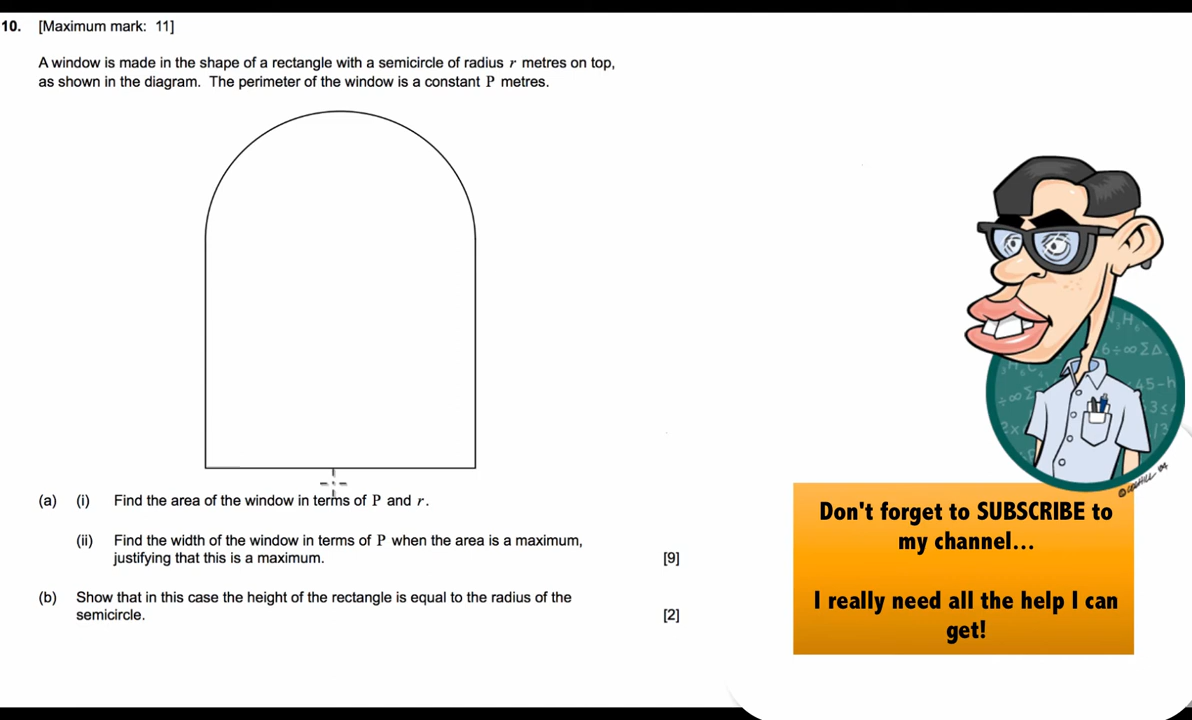 10. [Maximum mark: 11]
A window is made in the shape of a rectangle with a semicircle of radius r metres on top,
as shown in the diagram. The perimeter of the window is a constant P metres.
(a) (i) Find the area of the window in terms of P and r.
(ii) Find the width of the window in terms of P when the area is a maximum,
justifying that this is a maximum. [9]
(b) Show that in this case the height of the rectangle is equal to the radius of the
semicircle. [2]
Don't forget to SUBSCRIBE to
my channel...
I really need all the help I can
get!